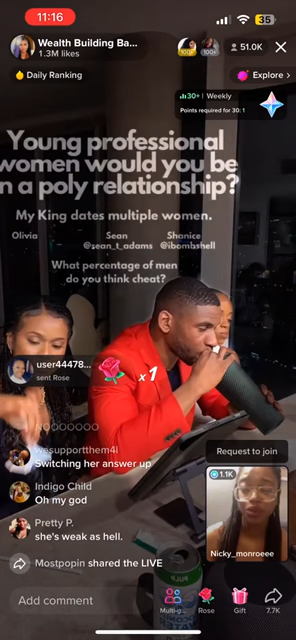 11:16
35
Wealth Building Ba...
1.3M likes
100+
100+
51.0K
Daily Ranking
Explore >
30+ | Weekly
Points required for 30: 1
Young professional
women would you be
n a poly relationship?
My King dates multiple women.
Olivia Sean Shanice
@sean_t_adams @ibombshell
What percentage of men
do you think cheat?
user44478...
sent Rose
x1
NOOOOOOO
wesupportthem4l
Switching her answer up
Indigo Child
Oh my god
Pretty P.
she's weak as hell.
Mostpopin shared the LIVE
Request to join
1.1K
Nicky_monroeee
Add comment
Multi-g...
Rose
Gift
7.7K